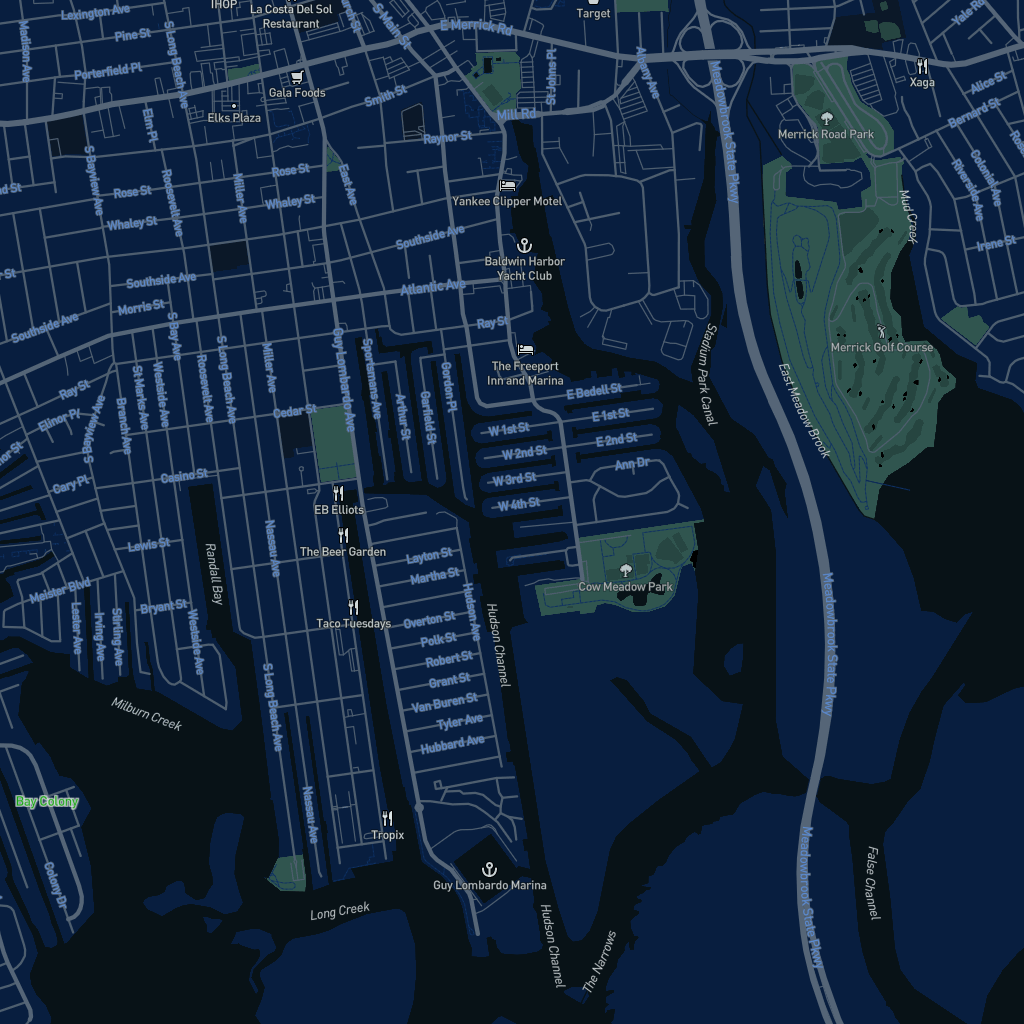 IHOP
La Costa Del Sol
Restaurant
Target
Lexington Ave
Pine St
Porterfield Pl
Madison Ave
S Long Beach Ave
S Main St
E Merrick Rd
St Johns Pl
Albany Ave
Meadowbrook State Pkwy
Yale Rd
Alice St
Bernard St
Xaga
Gala Foods
Elks Plaza
Smith St
Mill Rd
Raynor St
Elm Pl
S Bayview Ave
Merrick Road Park
Colonial Ave
Riverside Ave
Rose St
Rose St
Whaley St
Whaley St
Roosevelt Ave
Miller Ave
East Ave
Yankee Clipper Motel
Mud Creek
Irene St
Southside Ave
Baldwin Harbor
Yacht Club
Southside Ave
Atlantic Ave
Morris St
Southside Ave
Ray St
Stadium Park Canal
Merrick Golf Course
The Freeport
Inn and Marina
S Bay Ave
Guy Lombardo Ave
Sportsmans Ave
Gordon Pl
Garfield St
Arthur St
Miller Ave
S Long Beach Ave
Roosevelt Ave
Westside Ave
St Marks Ave
Branch Ave
S Bayview Ave
Ray St
Elinor Pl
Cary Pl
Cedar St
Casino St
E Bedell St
E 1st St
E 2nd St
W 1st St
W 2nd St
W 3rd St
W 4th St
Ann Dr
East Meadow Brook
EB Elliots
The Beer Garden
Taco Tuesdays
Nassau Ave
Randall Bay
Lewis St
Meister Blvd
Bryant St
Lester Ave
Irving Ave
Stirling Ave
Westside Ave
Layton St
Martha St
Hudson Ave
Hudson Channel
Cow Meadow Park
Meadowbrook State Pkwy
Overton St
Polk St
Robert St
Grant St
Van Buren St
Tyler Ave
Hubbard Ave
S Long Beach Ave
Milburn Creek
Bay Colony
Colony Dr
Nassau Ave
Tropix
Guy Lombardo Marina
Long Creek
Hudson Channel
The Narrows
Meadowbrook State Pkwy
False Channel